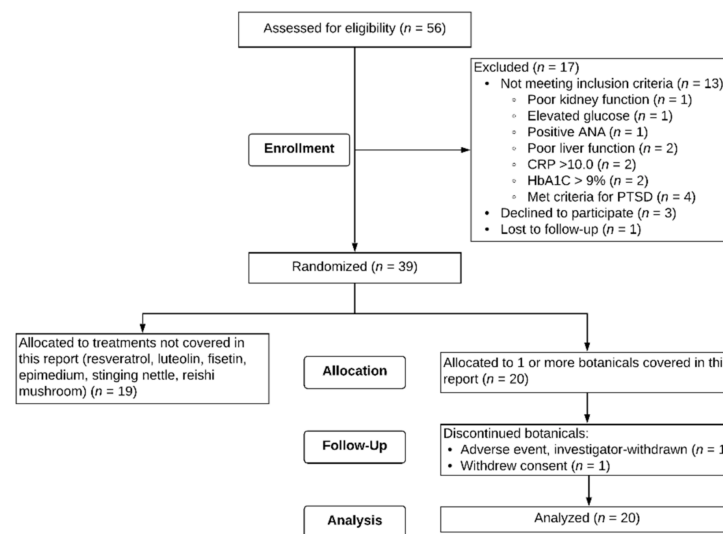 Assessed for eligibility (n = 56)
Excluded (n = 17)
• Not meeting inclusion criteria (n = 13)
◦ Poor kidney function (n = 1)
◦ Elevated glucose (n = 1)
◦ Positive ANA (n = 1)
◦ Poor liver function (n = 2)
◦ CRP >10.0 (n = 2)
◦ HbA1C > 9% (n = 2)
◦ Met criteria for PTSD (n = 4)
• Declined to participate (n = 3)
• Lost to follow-up (n = 1)
Enrollment
Randomized (n = 39)
Allocated to treatments not covered in
this report (resveratrol, luteolin, fisetin,
epimedium, stinging nettle, reishi
mushroom) (n = 19)
Allocation
Allocated to 1 or more botanicals covered in this
report (n = 20)
Follow-Up
Discontinued botanicals:
• Adverse event, investigator-withdrawn (n = 1
• Withdrew consent (n = 1)
Analysis
Analyzed (n = 20)